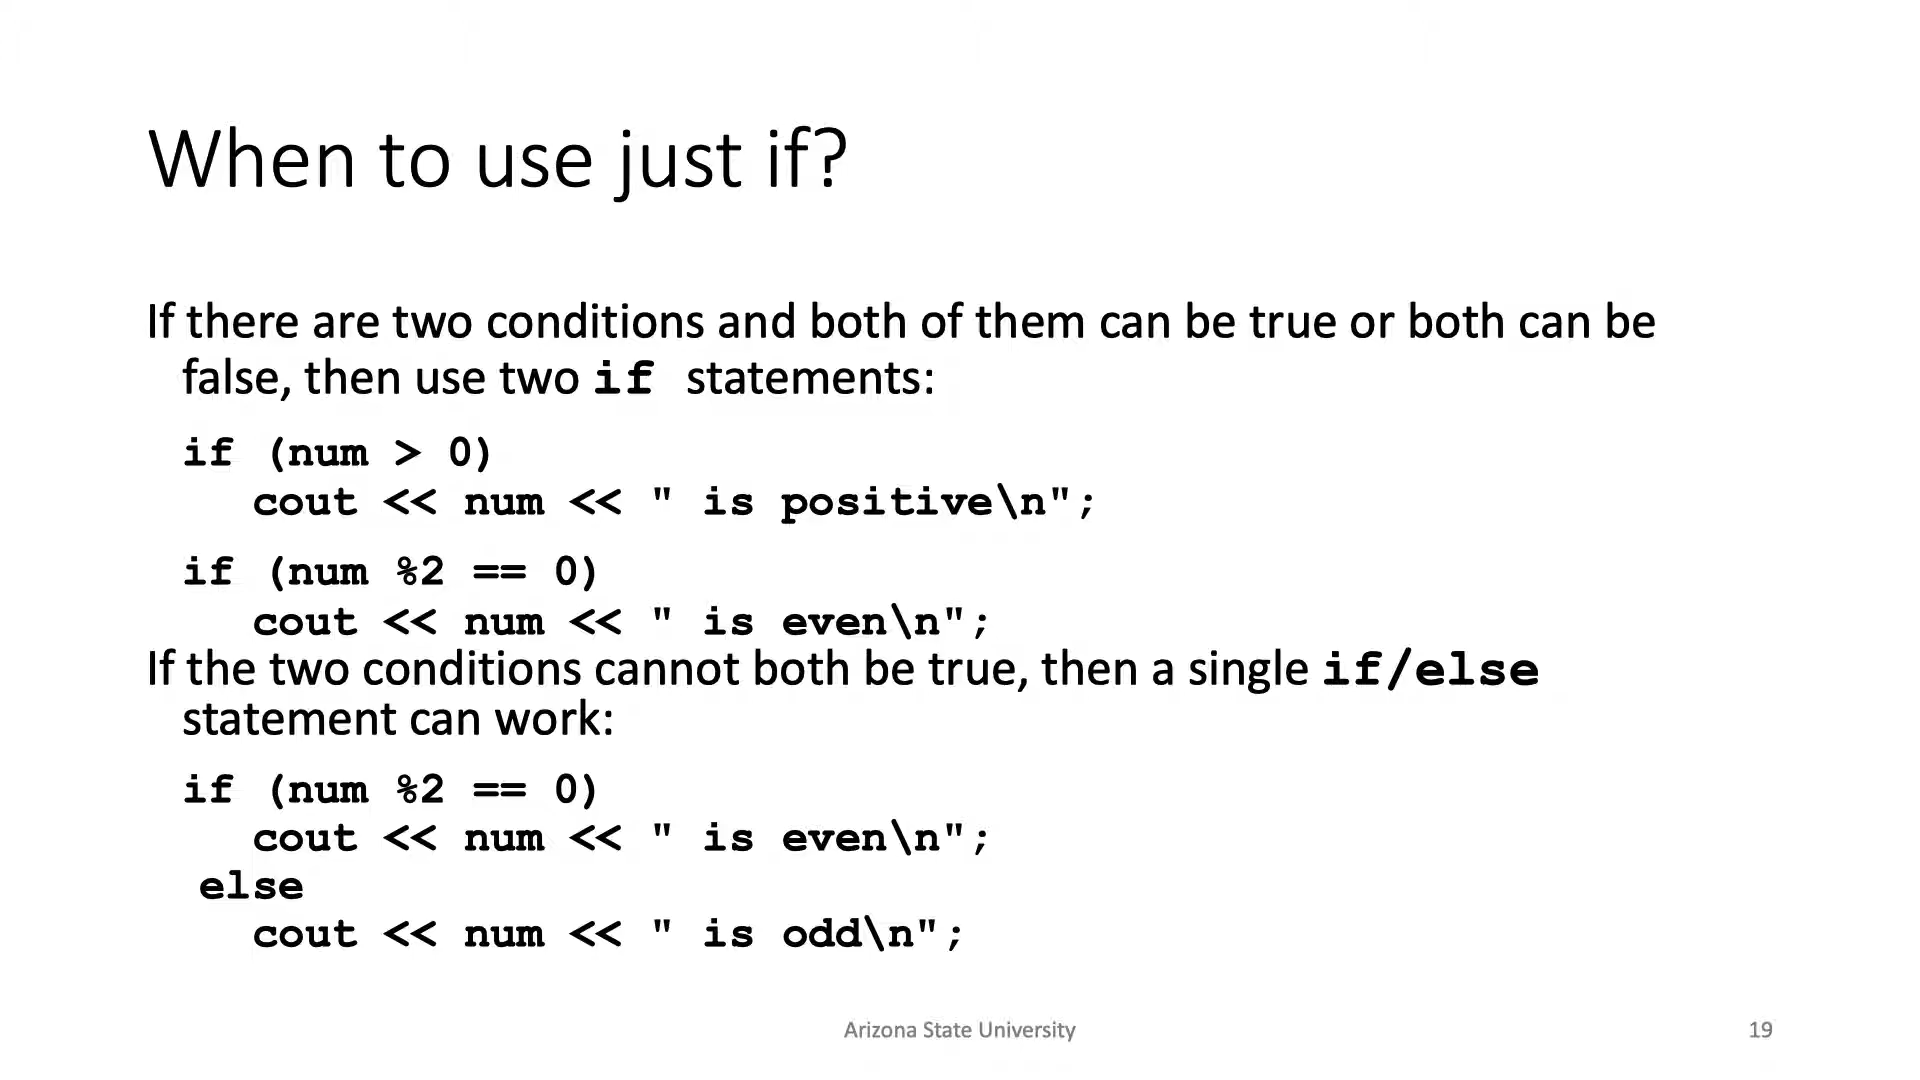 When to use just if?
If there are two conditions and both of them can be true or both can be
false, then use two if statements:
if (num > 0)
cout << num << " is positive\n";
if (num %2 == 0)
cout << num << " is even\n";
If the two conditions cannot both be true, then a single if/else
statement can work:
if (num %2 == 0)
cout << num << " is even\n";
else
cout << num << " is odd\n";
Arizona State University
19